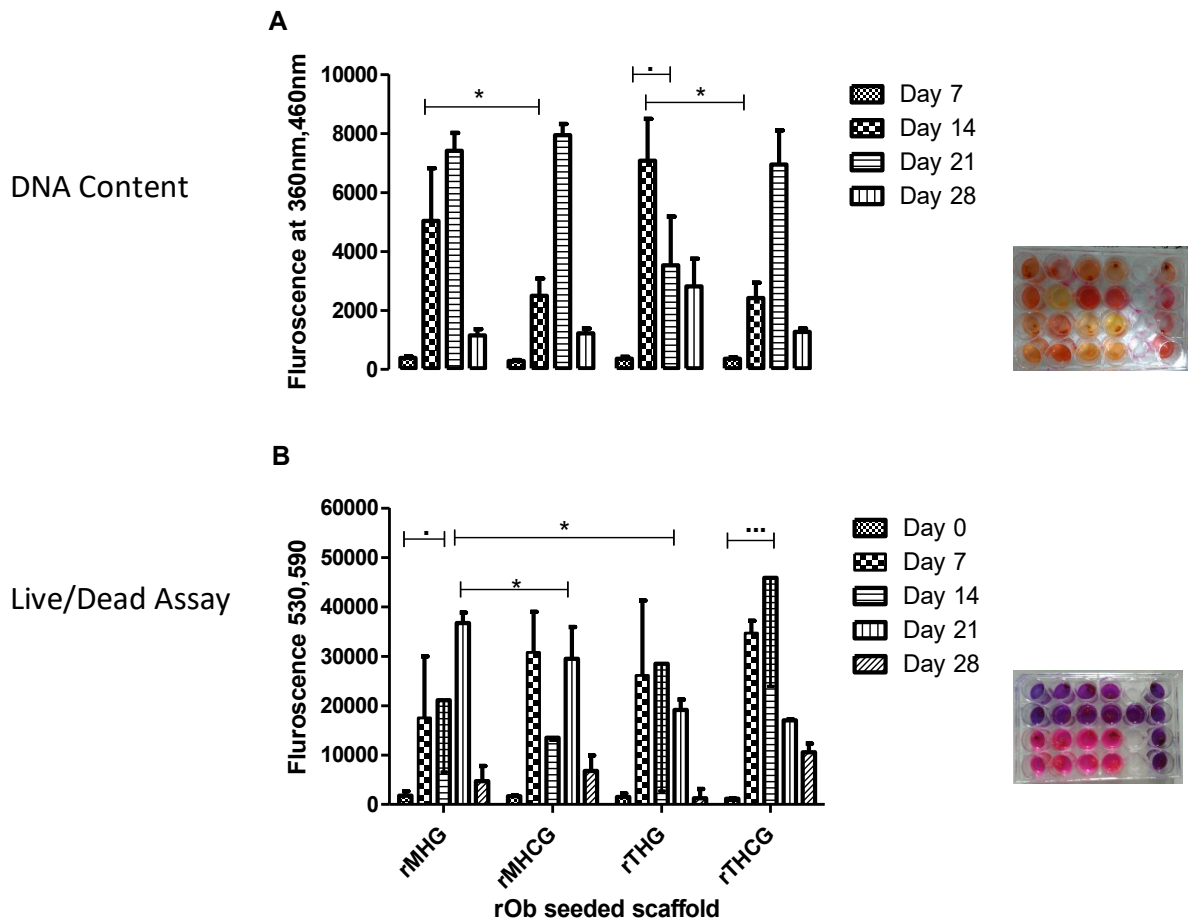 A
DNA Content
Fluroscence at 360nm,460nm
10000
8000
6000
4000
2000
0
*
*
Day 7
Day 14
Day 21
Day 28
B
Live/Dead Assay
Fluroscence 530,590
60000
50000
40000
30000
20000
10000
0
*
*
Day 0
Day 7
Day 14
Day 21
Day 28
rMHG
rMHCG
rTHG
rTHCG
rOb seeded scaffold